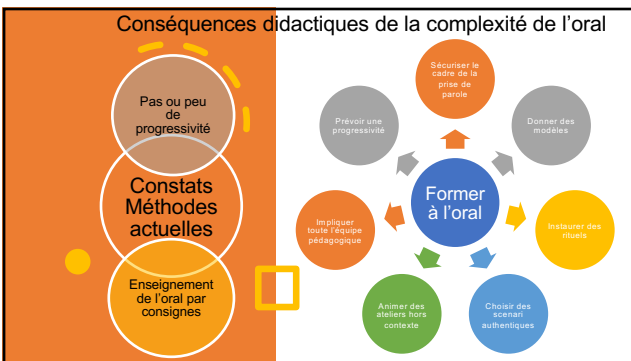 Conséquences didactiques de la complexité de l'oral
Pas ou peu
de
progressivité
Constats
Méthodes
actuelles
Enseignement
de l'oral par
consignes
Sécuriser le
cadre de la
prise de
parole
Donner des
modèles
Instaurer des
rituels
Choisir des
scenari
authentiques
Animer des
ateliers hors
contexte
Impliquer
toute l'équipe
pédagogique
Prévoir une
progressivité
Former
à l'oral